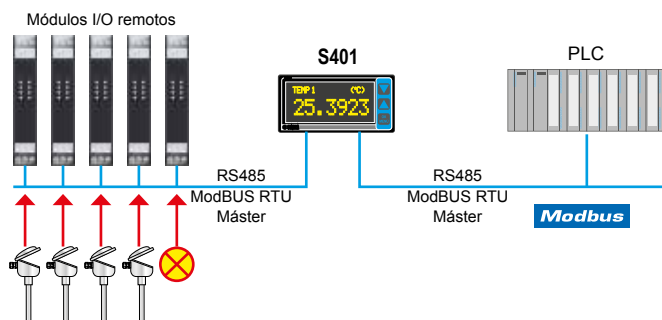 Módulos I/O remotos
S401
PLC
TEMP 1 (°C)
25.3923
RS485
ModBUS RTU
Máster
RS485
ModBUS RTU
Máster
Modbus